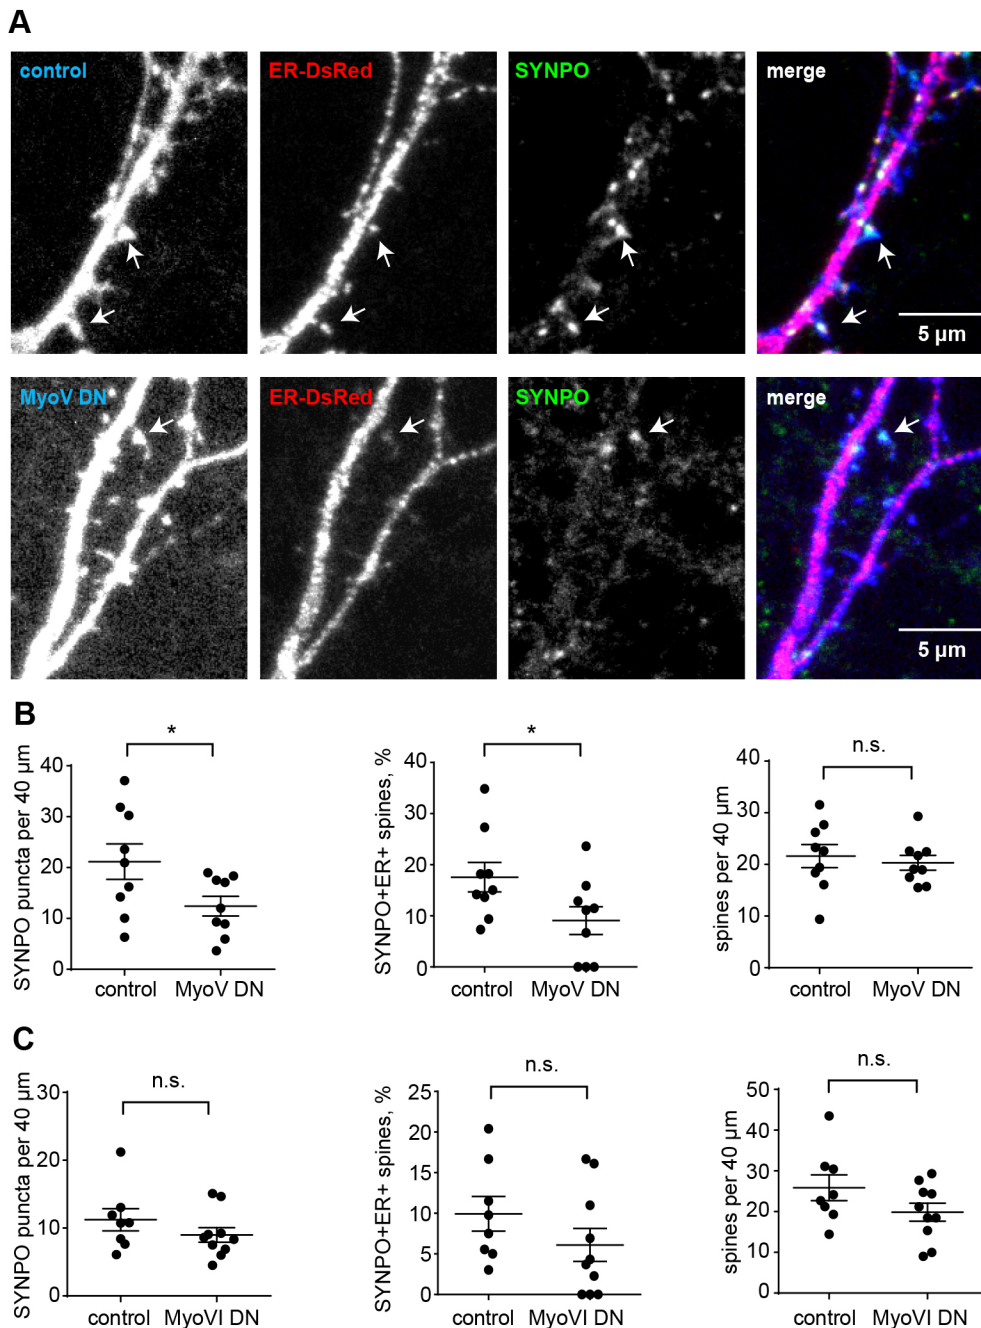 A
control
ER-DsRed
SYNPO
merge
5 µm
MyoV DN
ER-DsRed
SYNPO
merge
5 µm
B
*
*
n.s.
SYNPO puncta per 40 µm
40
30
20
10
0
control
MyoV DN
SYNPO+ER+ spines, %
40
30
20
10
0
control
MyoV DN
spines per 40 µm
40
30
20
10
0
control
MyoV DN
C
n.s.
n.s.
n.s.
SYNPO puncta per 40 µm
30
20
10
0
control
MyoVI DN
SYNPO+ER+ spines, %
25
20
15
10
5
0
control
MyoVI DN
spines per 40 µm
50
40
30
20
10
0
control
MyoVI DN